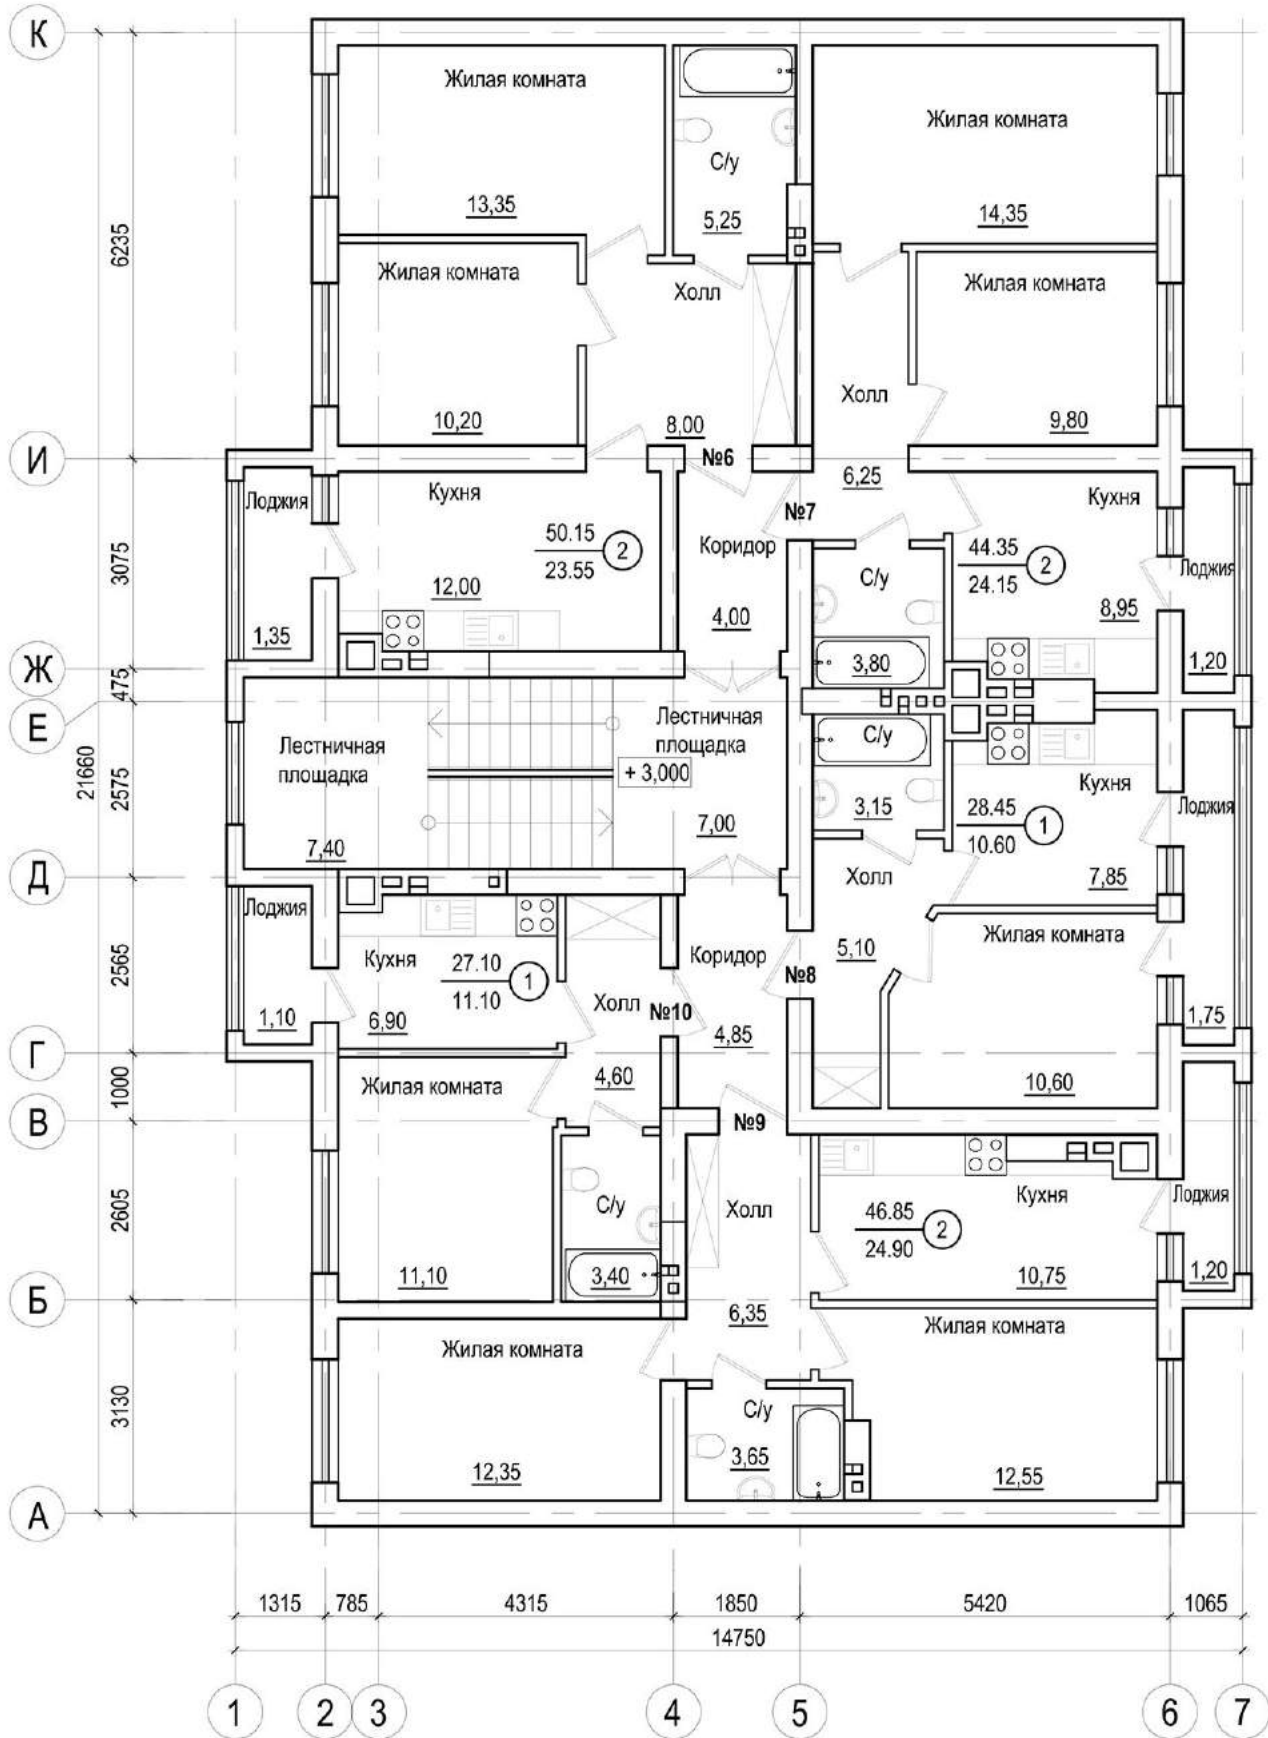 К
Жилая комната
Жилая комната
С/у
13,35
5,25
14,35
6235
Жилая комната
Холл
Жилая комната
Холл
10,20
8,00
9,80
И
№6
Лоджия
Кухня
6,25
Кухня
№7
50.15
23.55
2
Коридор
44.35
24.15
2
С/у
Лоджия
3075
12,00
4,00
8,95
1,35
3,80
1,20
Ж
475
Е
Лестничная
площадка
Лестничная
площадка
+ 3,000
С/у
Кухня
21660
2575
3,15
28.45
10.60
1
Лоджия
7,00
7,40
Холл
7,85
Д
Лоджия
Жилая комната
Кухня
27.10
11.10
1
Коридор
5,10
№8
Холл
2565
1,10
6,90
№10
4,85
1,75
Г
4,60
10,60
Жилая комната
1000
В
№9
2605
С/у
Холл
Кухня
Лоджия
46.85
24.90
2
11,10
3,40
10,75
1,20
Б
6,35
Жилая комната
Жилая комната
3130
С/у
12,35
3,65
12,55
А
1315
785
4315
1850
5420
1065
14750
1
2
3
4
5
6
7